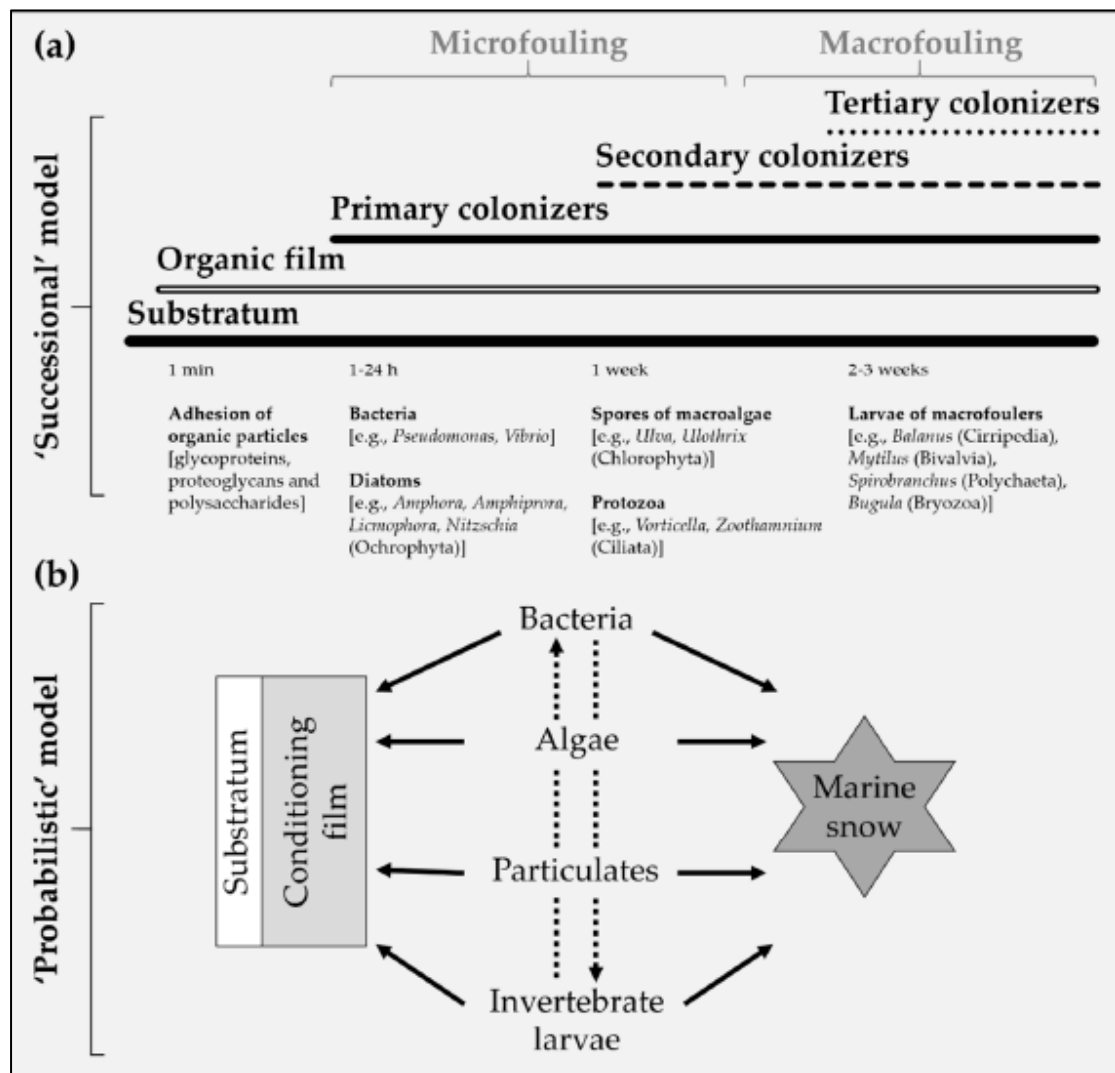 (a)
Microfouling
Macrofouling
Tertiary colonizers
Secondary colonizers
Primary colonizers
Organic film
Substratum
'Successional' model
1 min
Adhesion of
organic particles
[glycoproteins,
proteoglycans and
polysaccharides]
1-24 h
Bacteria
[e.g., Pseudomonas, Vibrio]
Diatoms
[e.g., Amphora, Amphiprora,
Licmophora, Nitzschia
(Ochrophyta)]
1 week
Spores of macroalgae
[e.g., Ulva, Ulothrix
(Chlorophyta)]
Protozoa
[e.g., Vorticella, Zoothamnium
(Ciliata)]
2-3 weeks
Larvae of macrofoulers
[e.g., Balanus (Cirripedia),
Mytilus (Bivalvia),
Spirobranchus (Polychaeta),
Bugula (Bryozoa)]
(b)
'Probabilistic' model
Substratum
Conditioning
film
Bacteria
Algae
Particulates
Invertebrate
larvae
Marine
snow